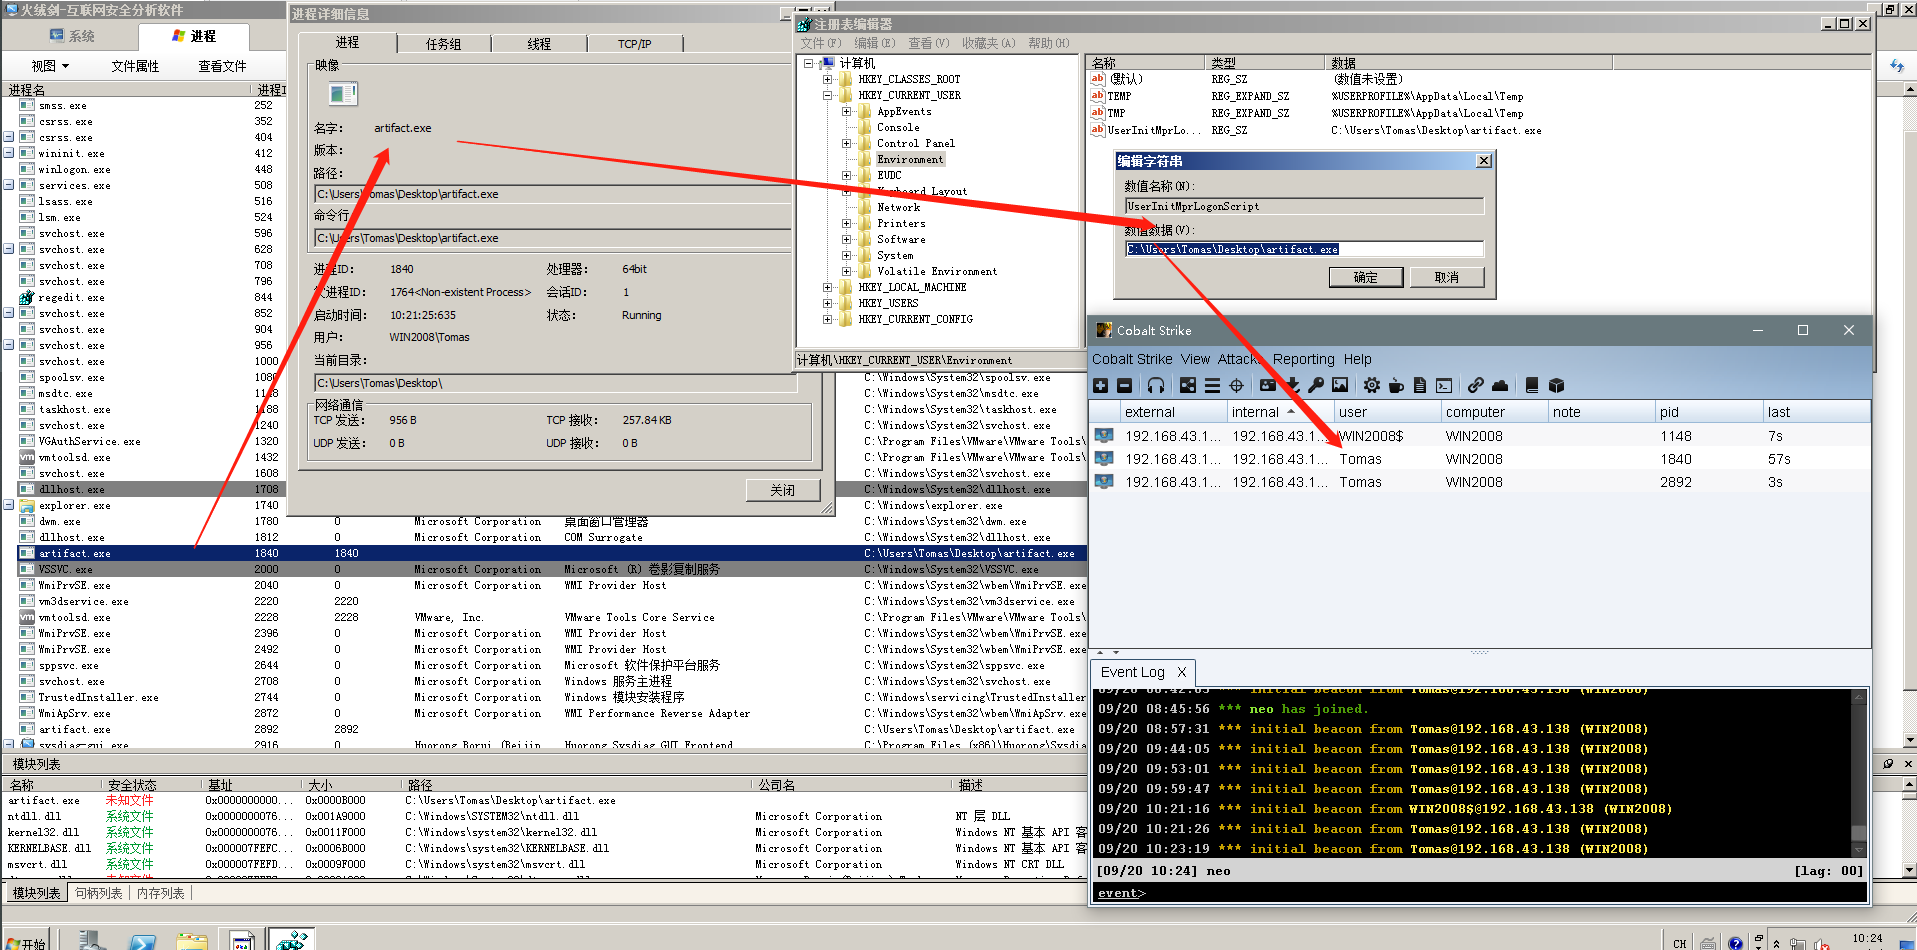 火绒剑-互联网安全分析软件
系统 进程
视图 文件属性 查看文件
进程名
smss.exe 252
csrss.exe 352
csrss.exe 404
wininit.exe 412
winlogon.exe 448
services.exe 508
lsass.exe 516
lsm.exe 524
svchost.exe 596
svchost.exe 628
svchost.exe 708
svchost.exe 796
regedit.exe 844
svchost.exe 852
svchost.exe 904
svchost.exe 956
svchost.exe 1000
spoolsv.exe C:\Windows\System32\spoolsv.exe
msdtc.exe C:\Windows\System32\msdtc.exe
taskhost.exe 1188 C:\Windows\System32\taskhost.exe
svchost.exe 1240 C:\Windows\System32\svchost.exe
VGAuthService.exe 1320 C:\Program Files\VMware\VMware Tools\
vmtoolsd.exe 1432 C:\Program Files\VMware\VMware Tools\
svchost.exe 1608 C:\Windows\System32\svchost.exe
dllhost.exe 1708 C:\Windows\System32\dllhost.exe
explorer.exe 1740 C:\Windows\explorer.exe
dwm.exe 1780 0 Microsoft Corporation 桌面窗口管理器 C:\Windows\System32\dwm.exe
dllhost.exe 1812 0 Microsoft Corporation COM Surrogate C:\Windows\System32\dllhost.exe
artifact.exe 1840 1840 C:\Users\Tomas\Desktop\artifact.exe
VSSVC.exe 2000 0 Microsoft Corporation Microsoft (R) 卷影复制服务 C:\Windows\System32\VSSVC.exe
WmiPrvSE.exe 2040 0 Microsoft Corporation WMI Provider Host C:\Windows\System32\wbem\WmiPrvSE.exe
vm3dservice.exe 2220 2220 C:\Windows\System32\vm3dservice.exe
vmtoolsd.exe 2228 2228 VMware, Inc. VMware Tools Core Service C:\Program Files\VMware\VMware Tools\
WmiPrvSE.exe 2396 0 Microsoft Corporation WMI Provider Host C:\Windows\System32\wbem\WmiPrvSE.exe
WmiPrvSE.exe 2492 0 Microsoft Corporation WMI Provider Host C:\Windows\System32\wbem\WmiPrvSE.exe
sppsvc.exe 2644 0 Microsoft Corporation Microsoft 软件保护平台服务 C:\Windows\System32\sppsvc.exe
svchost.exe 2708 0 Microsoft Corporation Windows 服务主进程 C:\Windows\System32\svchost.exe
TrustedInstaller.exe 2744 0 Microsoft Corporation Windows 模块安装程序 C:\Windows\servicing\TrustedInstaller
WmiApSrv.exe 2872 0 Microsoft Corporation WMI Performance Reverse Adapter C:\Windows\System32\wbem\WmiApSrv.exe
artifact.exe 2892 2892 C:\Users\Tomas\Desktop\artifact.exe
sysdiag-gui.exe 2916 Huorong Borui (Beijin Huorong Sysdiag GUI Frontend C:\Program Files (x86)\Huorong\Sysdia
进程详细信息
进程 任务组 线程 TCP/IP
映像
名字: artifact.exe
版本:
路径:
C:\Users\Tomas\Desktop\artifact.exe
命令行
C:\Users\Tomas\Desktop\artifact.exe
进程ID: 1840 处理器: 64bit
父进程ID: 1764<Non-existent Process> 会话ID: 1
启动时间: 10:21:25:635 状态: Running
用户: WIN2008\Tomas
当前目录:
C:\Users\Tomas\Desktop\
网络通信
TCP 发送: 956 B TCP 接收: 257.84 KB
UDP 发送: 0 B UDP 接收: 0 B
关闭
注册表编辑器
文件(F) 编辑(E) 查看(V) 收藏夹(A) 帮助(H)
计算机
HKEY_CLASSES_ROOT
HKEY_CURRENT_USER
AppEvents
Console
Control Panel
Environment
EUDC
Keyboard Layout
Network
Printers
Software
System
Volatile Environment
HKEY_LOCAL_MACHINE
HKEY_USERS
HKEY_CURRENT_CONFIG
名称 类型 数据
(默认) REG_SZ (数值未设置)
TEMP REG_EXPAND_SZ %USERPROFILE%\AppData\Local\Temp
TMP REG_EXPAND_SZ %USERPROFILE%\AppData\Local\Temp
UserInitMprLo... REG_SZ C:\Users\Tomas\Desktop\artifact.exe
编辑字符串
数值名称(N):
UserInitMprLogonScript
数值数据(V):
C:\Users\Tomas\Desktop\artifact.exe
确定 取消
计算机\HKEY_CURRENT_USER\Environment
Cobalt Strike
Cobalt Strike View Attacks Reporting Help
external internal user computer note pid last
192.168.43.1... 192.168.43.1... WIN2008$ WIN2008 1148 7s
192.168.43.1... 192.168.43.1... Tomas WIN2008 1840 57s
192.168.43.1... 192.168.43.1... Tomas WIN2008 2892 3s
Event Log X
09/20 08:42:03 *** initial beacon from Tomas@192.168.43.138 (WIN2008)
09/20 08:45:56 *** neo has joined.
09/20 08:57:31 *** initial beacon from Tomas@192.168.43.138 (WIN2008)
09/20 09:44:05 *** initial beacon from Tomas@192.168.43.138 (WIN2008)
09/20 09:53:01 *** initial beacon from Tomas@192.168.43.138 (WIN2008)
09/20 09:59:47 *** initial beacon from Tomas@192.168.43.138 (WIN2008)
09/20 10:21:16 *** initial beacon from WIN2008$@192.168.43.138 (WIN2008)
09/20 10:21:26 *** initial beacon from Tomas@192.168.43.138 (WIN2008)
09/20 10:23:19 *** initial beacon from Tomas@192.168.43.138 (WIN2008)
[09/20 10:24] neo [lag: 00]
event>
模块列表
名称 安全状态 基址 大小 路径 公司名 描述
artifact.exe 未知文件 0x0000000000... 0x0000B000 C:\Users\Tomas\Desktop\artifact.exe
ntdll.dll 系统文件 0x0000000076... 0x001A9000 C:\Windows\SYSTEM32\ntdll.dll Microsoft Corporation NT 层 DLL
kernel32.dll 系统文件 0x0000000076... 0x0011F000 C:\Windows\system32\kernel32.dll Microsoft Corporation Windows NT 基本 API 客
KERNELBASE.dll 系统文件 0x000007FEFC... 0x0006B000 C:\Windows\system32\KERNELBASE.dll Microsoft Corporation Windows NT 基本 API 客
msvcrt.dll 系统文件 0x000007FEFD... 0x0009F000 C:\Windows\system32\msvcrt.dll Microsoft Corporation Windows NT CRT DLL
模块列表 句柄列表 内存列表
开始 CH 10:24